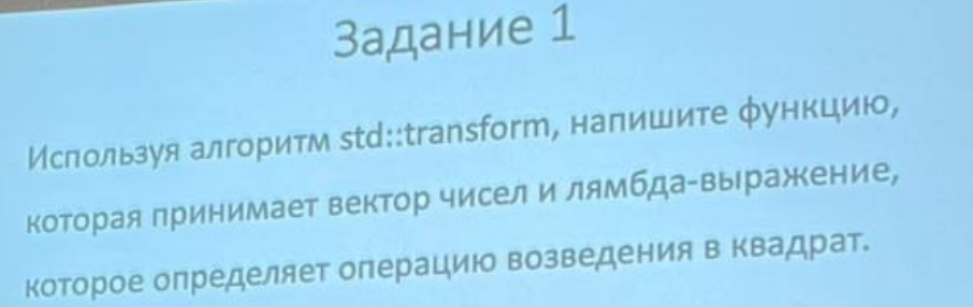 Задание 1
Используя алгоритм std::transform, напишите функцию,
которая принимает вектор чисел и лямбда-выражение,
которое определяет операцию возведения в квадрат.